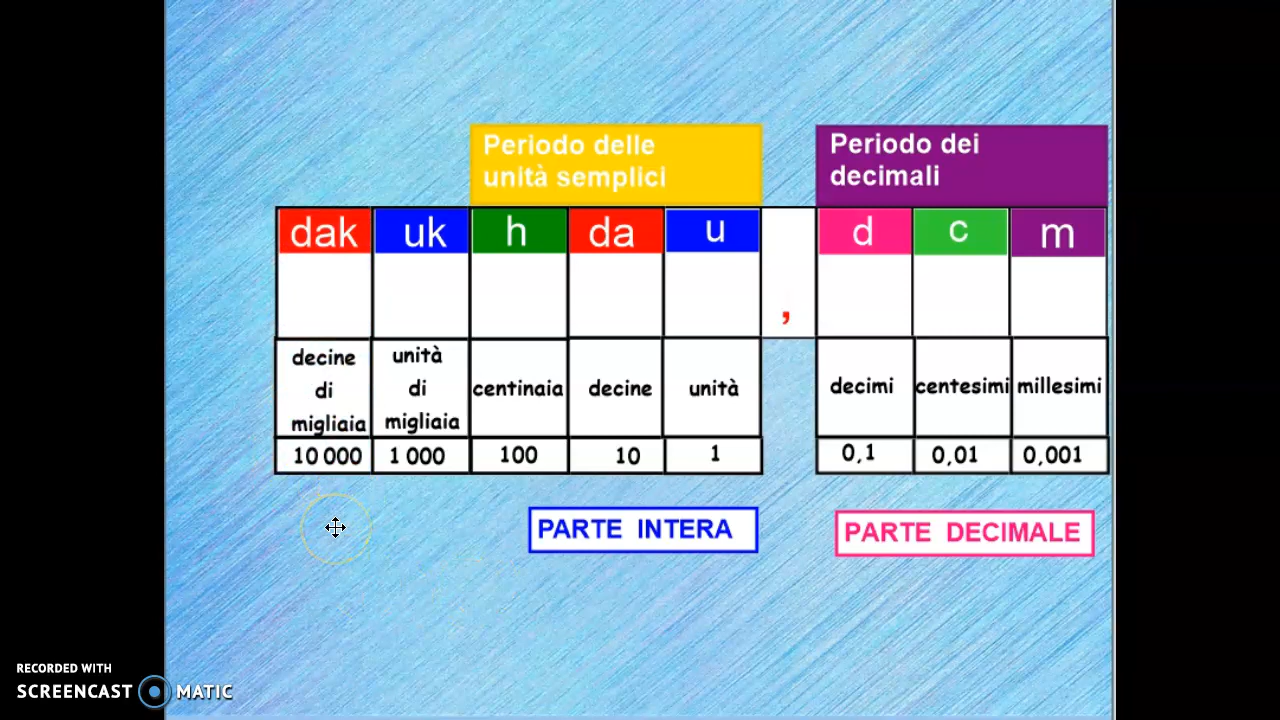 Periodo delle
unità semplici
Periodo dei
decimali
dak uk h da u d c m
,
decine
di
migliaia
unità
di
migliaia
centinaia
decine
unità
decimi
centesimi
millesimi
10 000 1 000 100 10 1 0,1 0,01 0,001
PARTE INTERA
PARTE DECIMALE
RECORDED WITH
SCREENCAST MATIC